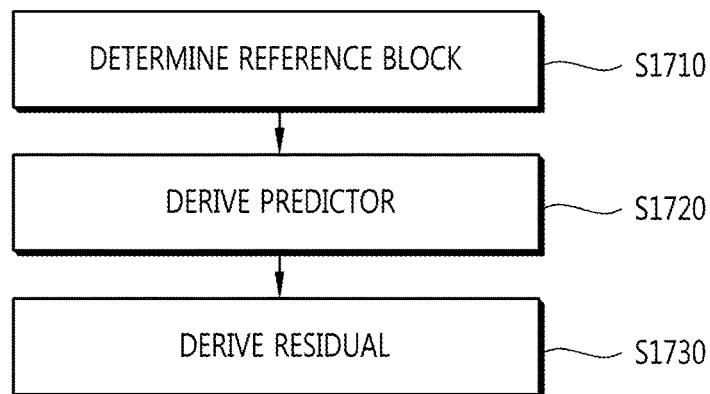 DETERMINE REFERENCE BLOCK
S1710
DERIVE PREDICTOR
S1720
DERIVE RESIDUAL
S1730